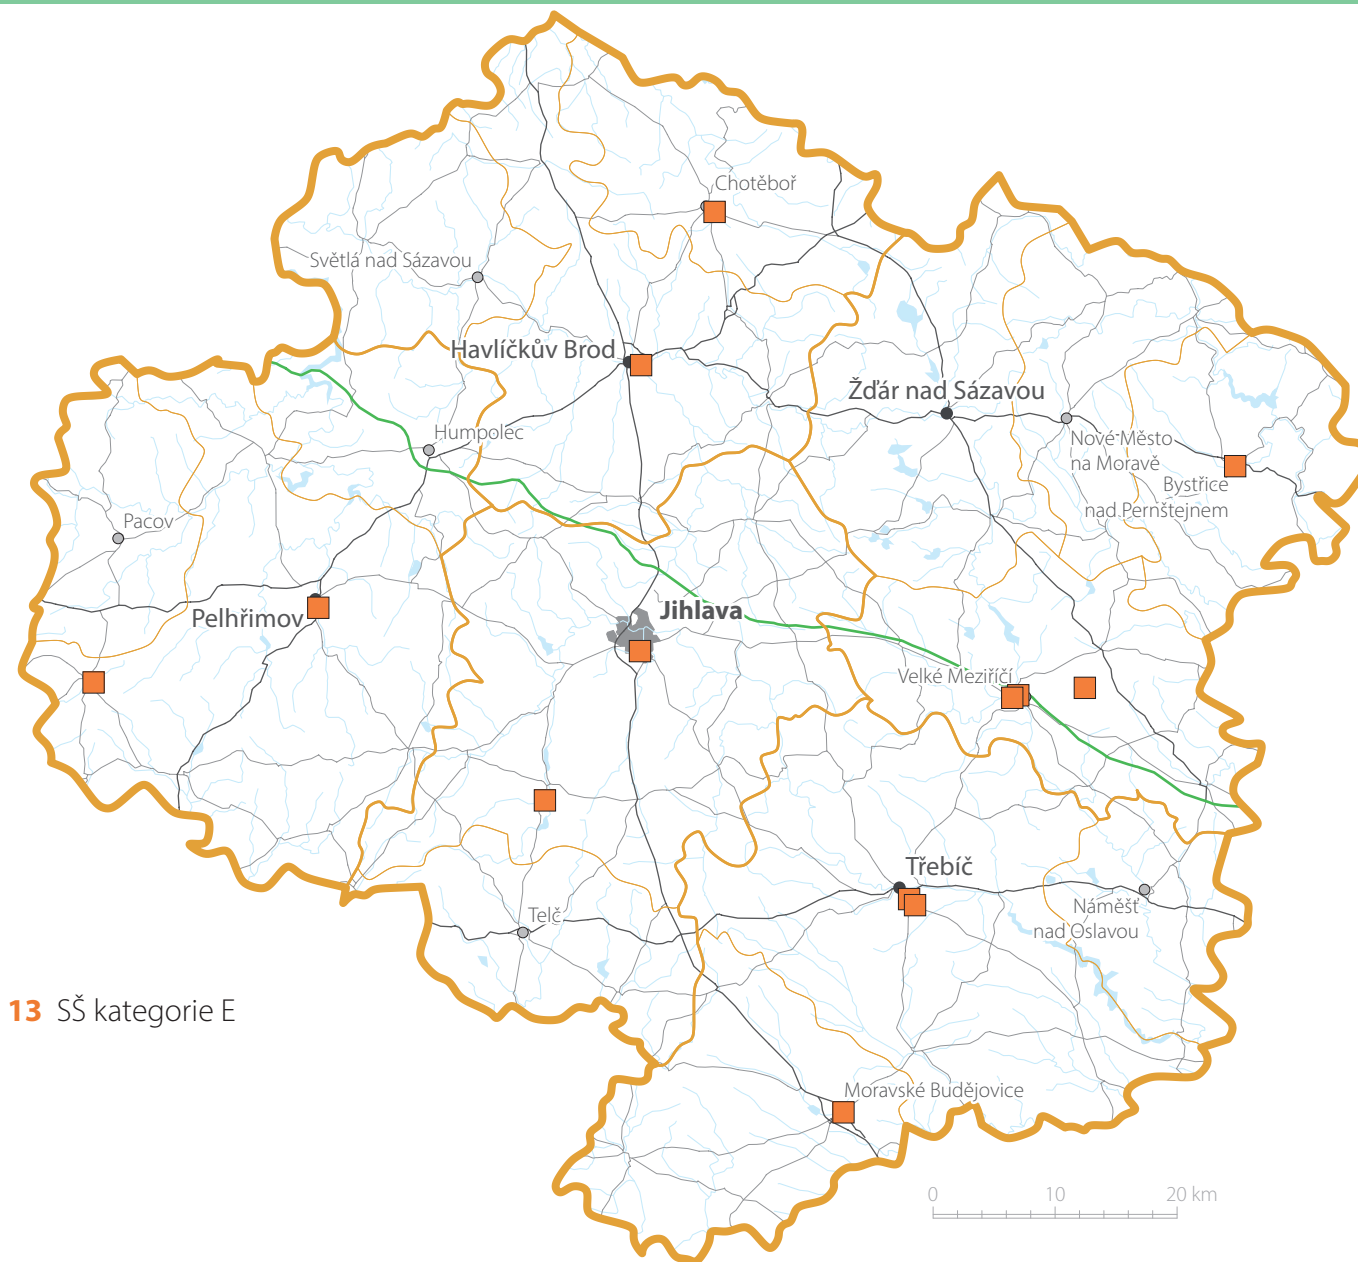 Chotěboř
Světlá nad Sázavou
Havlíčkův Brod
Žďár nad Sázavou
Humpolec
Nové Město
na Moravě
Bystřice
nad Pernštejnem
Pacov
Pelhřimov
Jihlava
Velké Meziříčí
Třebíč
Náměšť
nad Oslavou
Telč
13 SŠ kategorie E
Moravské Budějovice
0 10 20 km